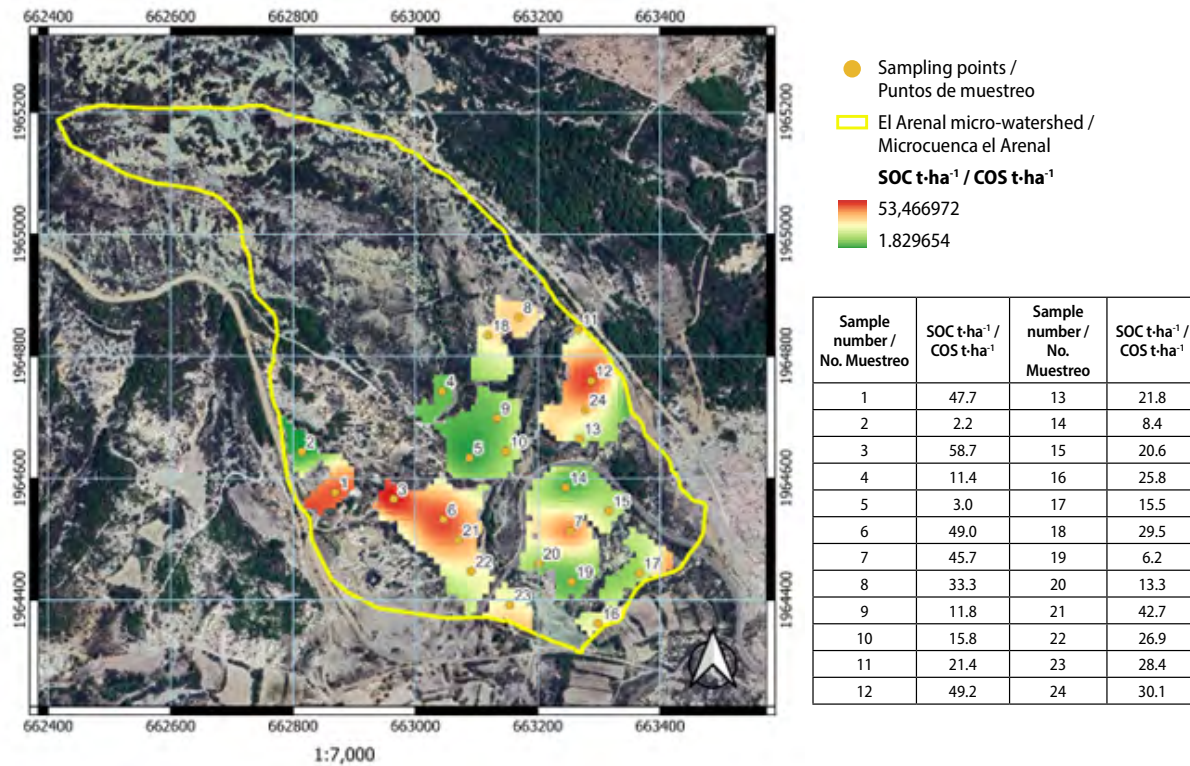 662400 662600 662800 663000 663200 663400
1965200
1965000
1964800
1964600
1964400
1965200
1965000
1964800
1964600
1964400
8
18
11
12
4
24
9
13
10
5
2
14
1
3
15
6
7
21
20
17
22
19
23
16
662400 662600 662800 663000 663200 663400
1:7,000
Sampling points /
Puntos de muestreo
El Arenal micro-watershed /
Microcuenca el Arenal
SOC t·ha⁻¹ / COS t·ha⁻¹
53,466972
1.829654
Sample number / No. Muestreo SOC t·ha⁻¹ / COS t·ha⁻¹ Sample number / No. Muestreo SOC t·ha⁻¹ / COS t·ha⁻¹
1 47.7 13 21.8
2 2.2 14 8.4
3 58.7 15 20.6
4 11.4 16 25.8
5 3.0 17 15.5
6 49.0 18 29.5
7 45.7 19 6.2
8 33.3 20 13.3
9 11.8 21 42.7
10 15.8 22 26.9
11 21.4 23 28.4
12 49.2 24 30.1